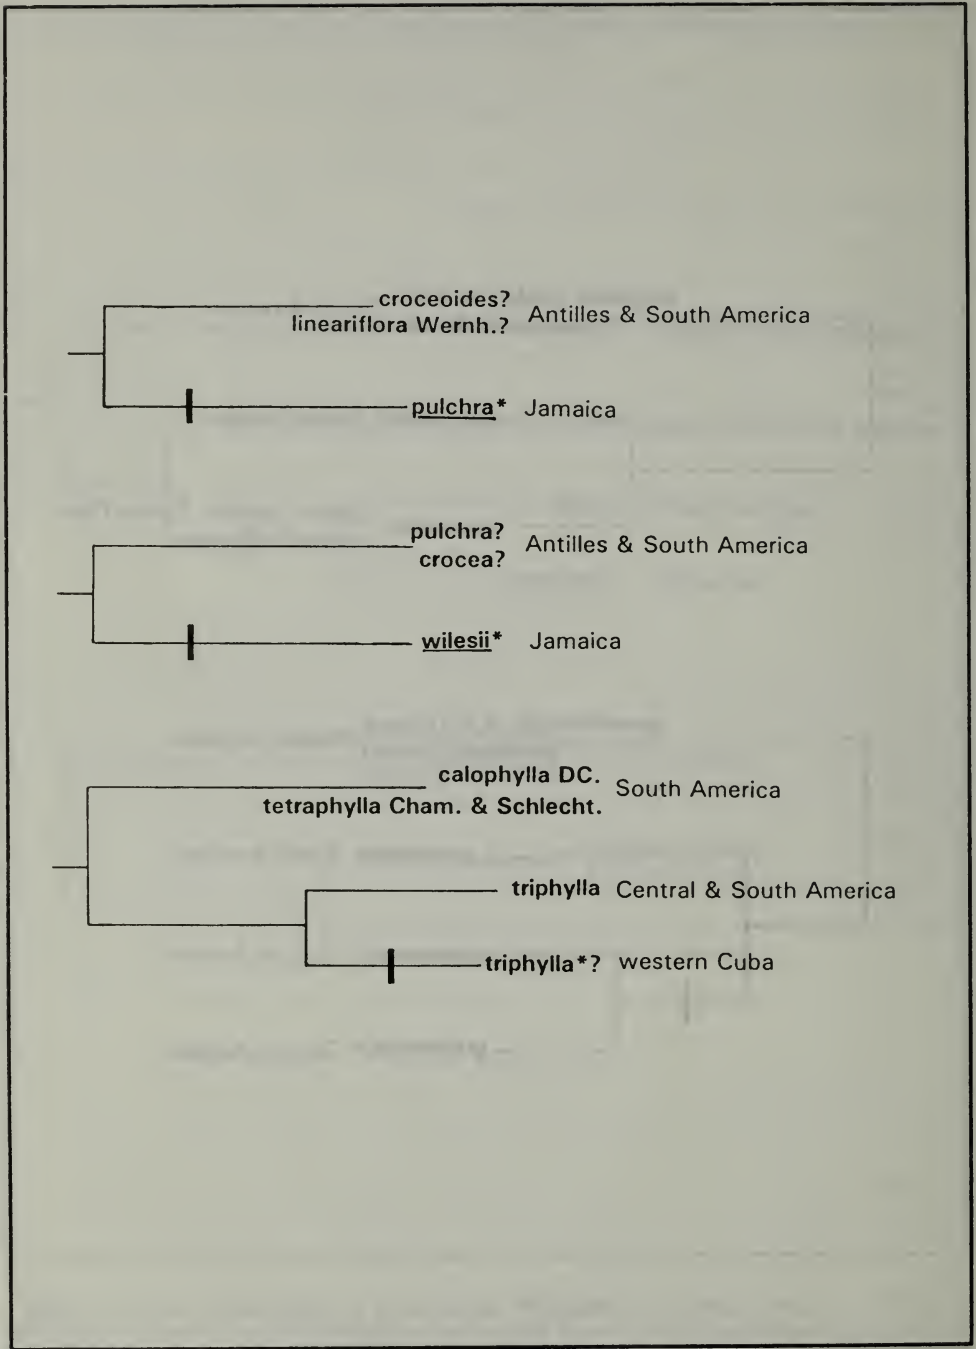 croceoides?
lineariflora Wernh.?
Antilles & South America
pulchra* Jamaica
pulchra?
crocea?
Antilles & South America
wilesii* Jamaica
calophylla DC.
tetraphylla Cham. & Schlecht.
South America
triphylla Central & South America
triphylla*? western Cuba